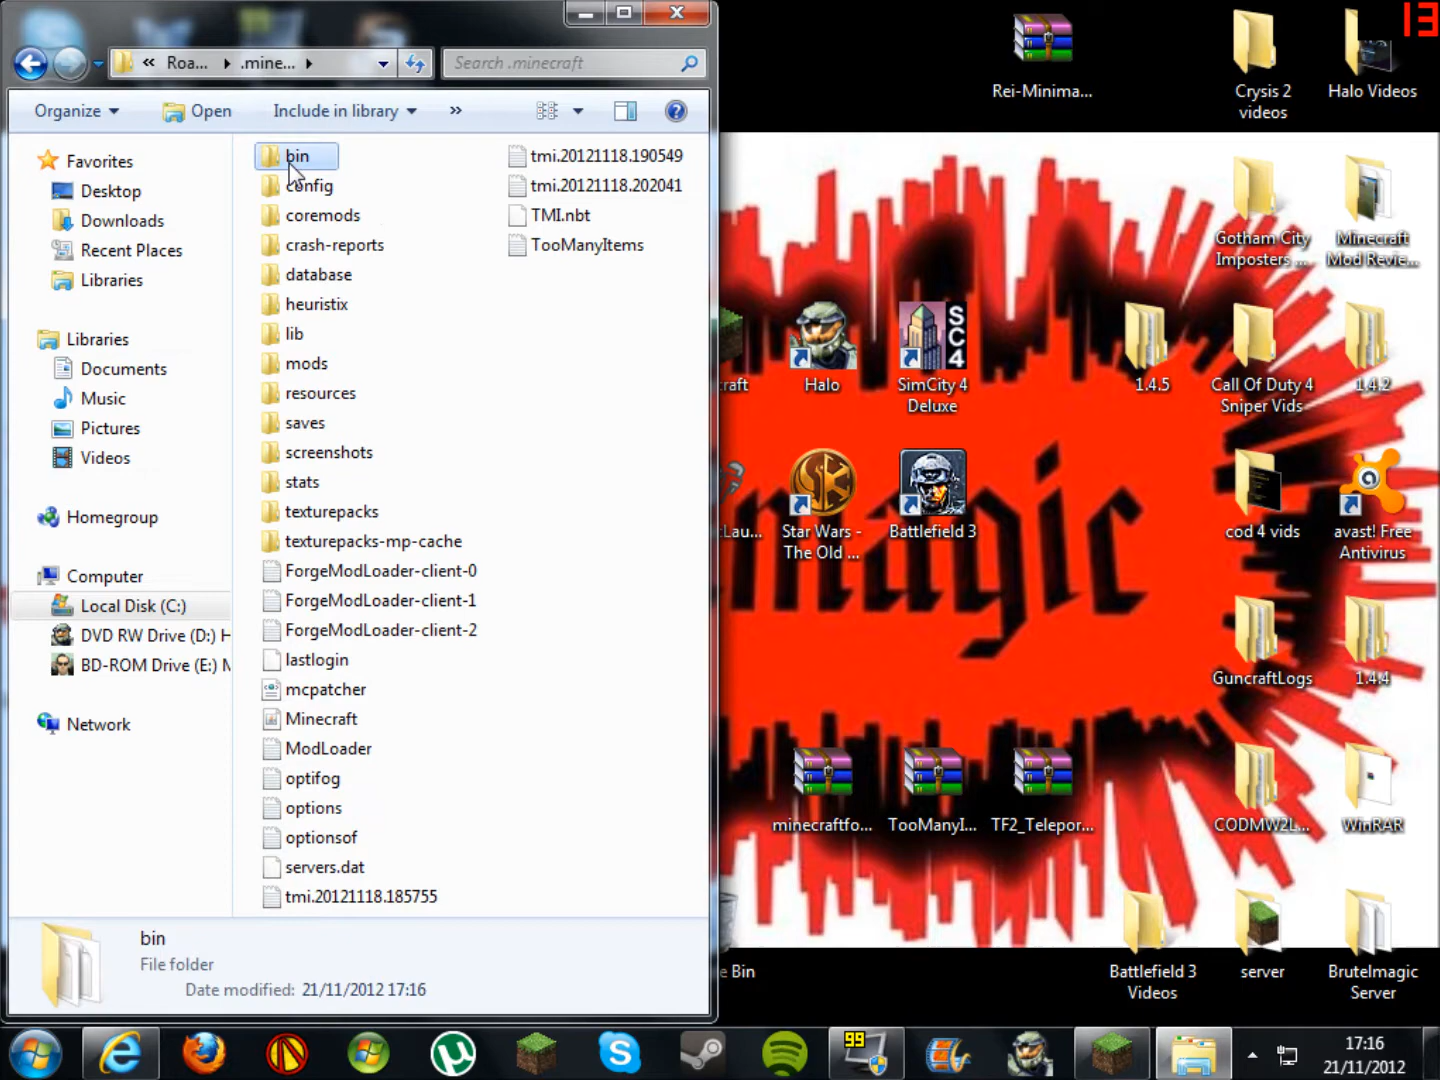 Roa...
.mine...
Search .minecraft
Organize
Open
Include in library
»
Favorites
Desktop
Downloads
Recent Places
Libraries
Libraries
Documents
Music
Pictures
Videos
Homegroup
Computer
Local Disk (C:)
DVD RW Drive (D:) H
BD-ROM Drive (E:) M
Network
bin
config
coremods
crash-reports
database
heuristix
lib
mods
resources
saves
screenshots
stats
texturepacks
texturepacks-mp-cache
ForgeModLoader-client-0
ForgeModLoader-client-1
ForgeModLoader-client-2
lastlogin
mcpatcher
Minecraft
ModLoader
optifog
options
optionsof
servers.dat
tmi.20121118.185755
tmi.20121118.190549
tmi.20121118.202041
TMI.nbt
TooManyItems
bin
File folder
Date modified: 21/11/2012 17:16
13
Rei-Minima...
Crysis 2
videos
Halo Videos
Gotham City
Imposters ...
Minecraft
Mod Revie...
craft
Halo
SC4
SimCity 4
Deluxe
1.4.5
Call Of Duty 4
Sniper Vids
1.4.2
tLau...
Star Wars -
The Old ...
Battlefield 3
cod 4 vids
avast! Free
Antivirus
magic
GuncraftLogs
1.4.4
minecraftfo...
TooManyI...
TF2_Telepor...
CODMW2L...
WinRAR
e Bin
Battlefield 3
Videos
server
Brutelmagic
Server
99
17:16
21/11/2012